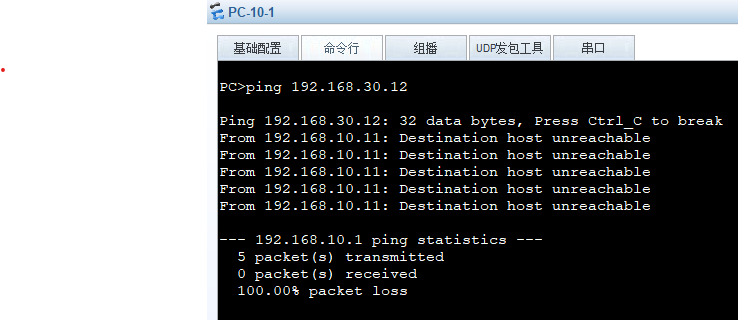 PC-10-1
基础配置 命令行 组播 UDP发包工具 串口
PC>ping 192.168.30.12
Ping 192.168.30.12: 32 data bytes, Press Ctrl_C to break
From 192.168.10.11: Destination host unreachable
From 192.168.10.11: Destination host unreachable
From 192.168.10.11: Destination host unreachable
From 192.168.10.11: Destination host unreachable
From 192.168.10.11: Destination host unreachable
--- 192.168.10.1 ping statistics ---
5 packet(s) transmitted
0 packet(s) received
100.00% packet loss